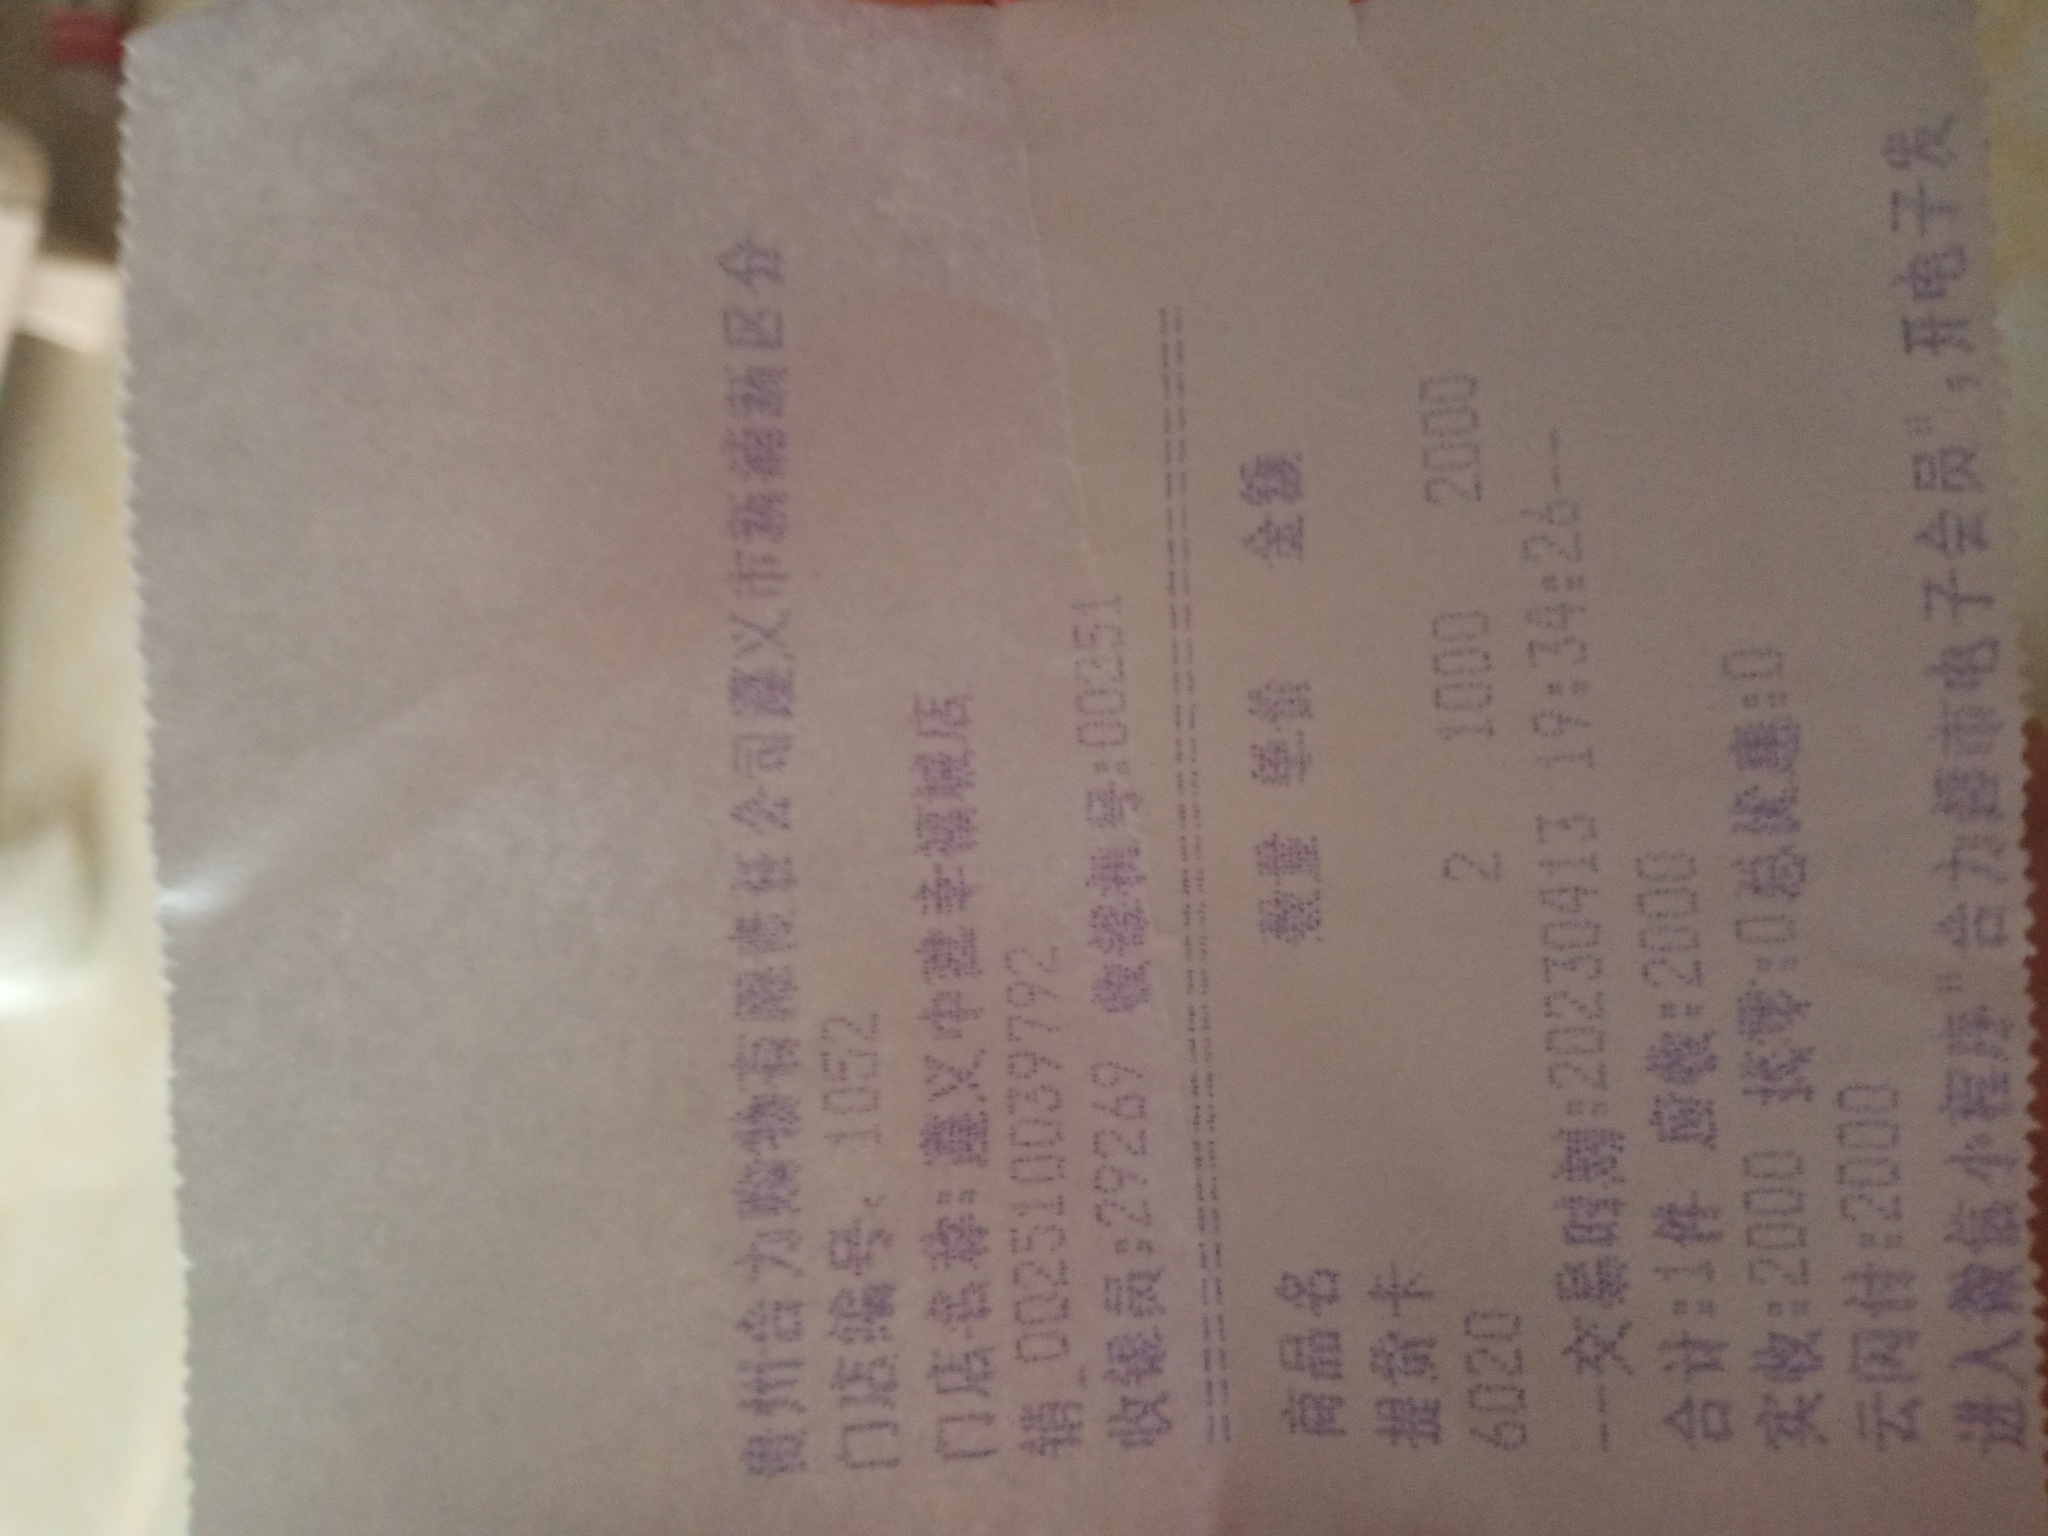 贵州合力购物有限责任公司遵义市新蒲新区分
门店编号：1052
门店名称:遵义中建幸福城店
销_002510039792
收银员:29269 收银机号:00251
========================================
商品名 数量 单价 金额
提货卡
6020 2 1000 2000
--交易时期:20230413 19:34:26--
合计:1件 应收:2000
实收:2000 找零:0总优惠:0
云网付:2000
进入微信小程序"合力超市电子会员",开电子发